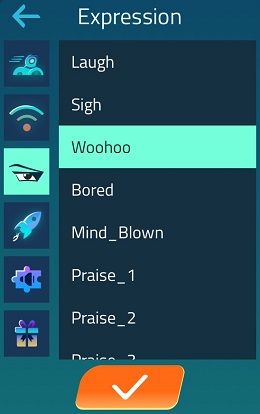 Expression
Laugh
Sigh
Woohoo
Bored
Mind_Blown
Praise_1
Praise_2